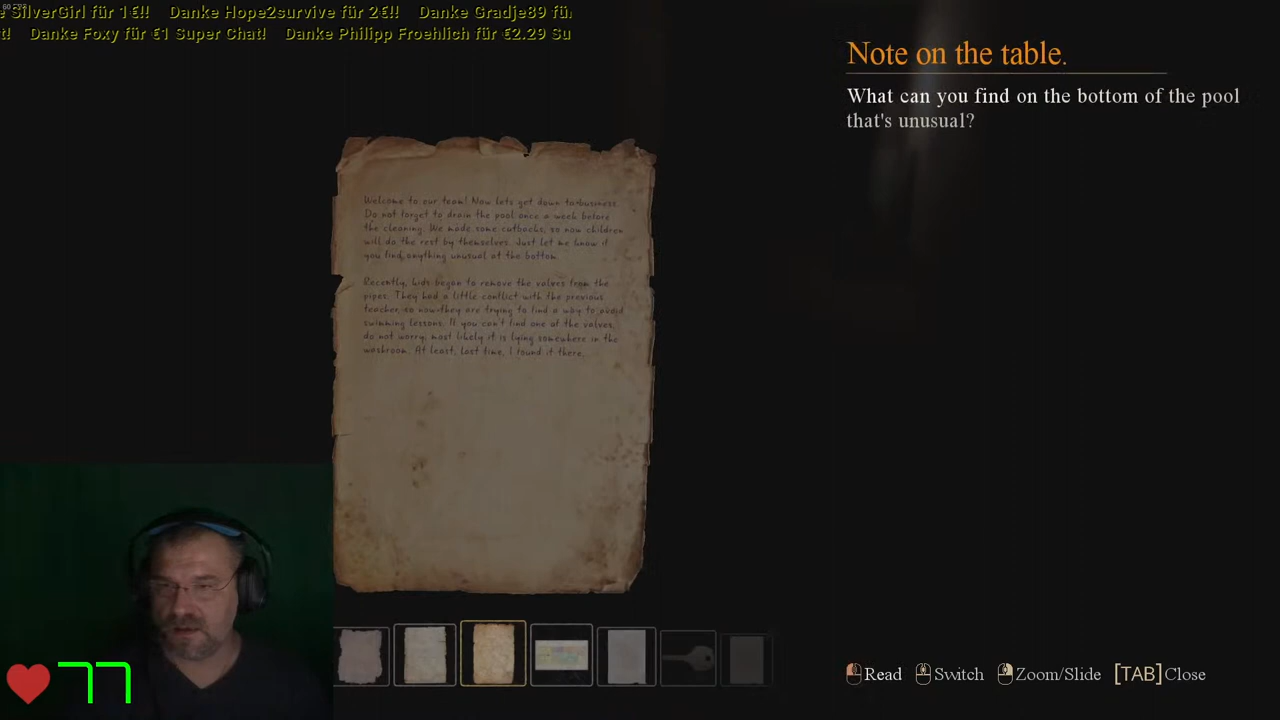 60 FPS
e SilverGirl für 1€!! Danke Hope2survive für 2€!! Danke Gradje89 für
t! Danke Foxy für €1 Super Chat! Danke Philipp Froehlich für €2.29 Su
Note on the table.
What can you find on the bottom of the pool
that's unusual?
Welcome to our team! Now lets get down to business.
Do not forget to drain the pool once a week before
the cleaning. We made some cutbacks, so now children
will do the rest by themselves. Just let me know if
you find anything unusual at the bottom.
Recently, kids began to remove the valves from the
pipes. They had a little conflict with the previous
teacher, so now they are trying to find a way to avoid
swimming lessons. If you can't find one of the valves,
do not worry, most likely it is lying somewhere in the
washroom. At least, last time, I found it there...
77
Read Switch Zoom/Slide [TAB] Close